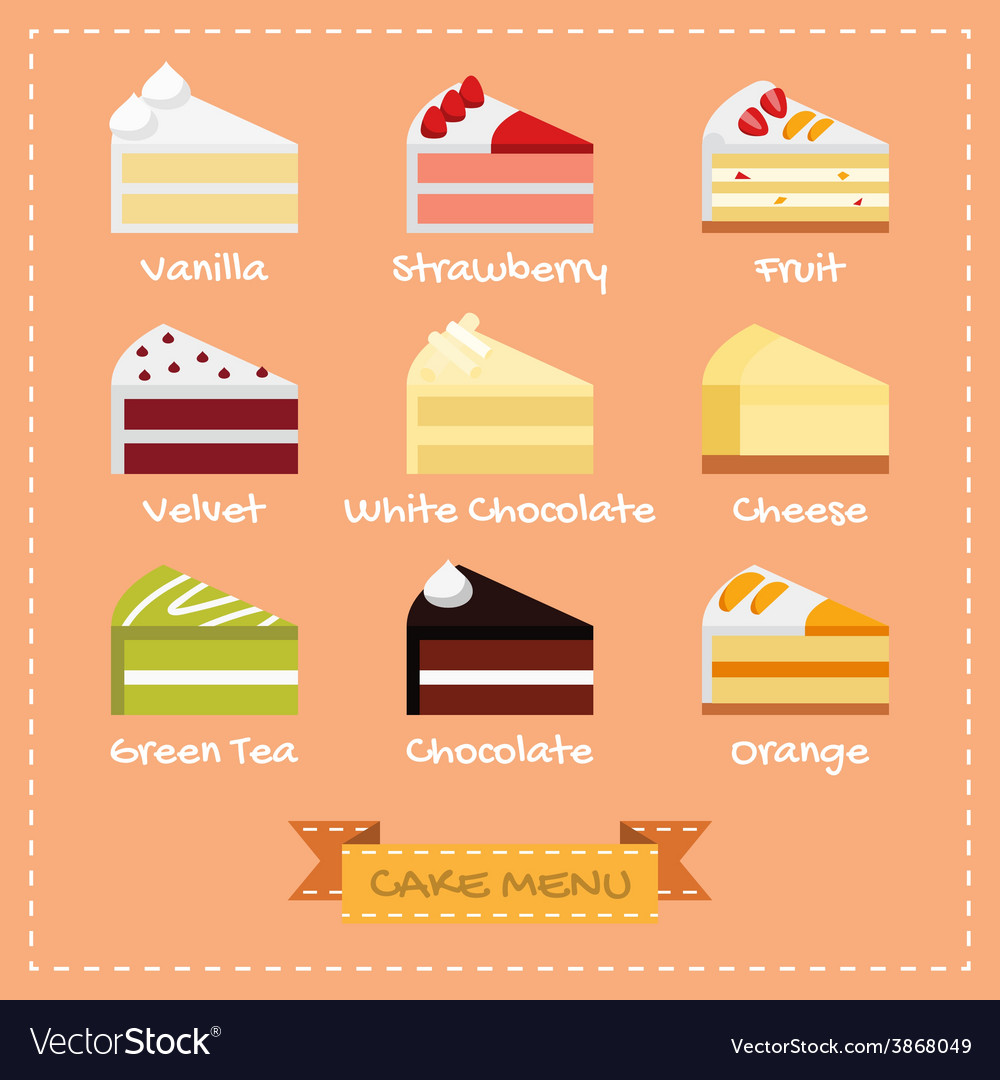 Vanilla Strawberry Fruit
Velvet White Chocolate Cheese
Green Tea Chocolate Orange
CAKE MENU
VectorStock® VectorStock.com/3868049